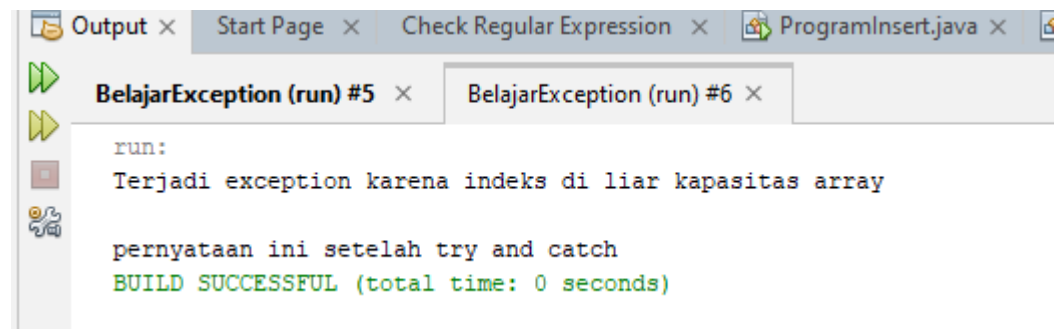 Output × Start Page × Check Regular Expression × ProgramInsert.java ×
BelajarException (run) #5 × BelajarException (run) #6 ×
run:
Terjadi exception karena indeks di liar kapasitas array
pernyataan ini setelah try and catch
BUILD SUCCESSFUL (total time: 0 seconds)